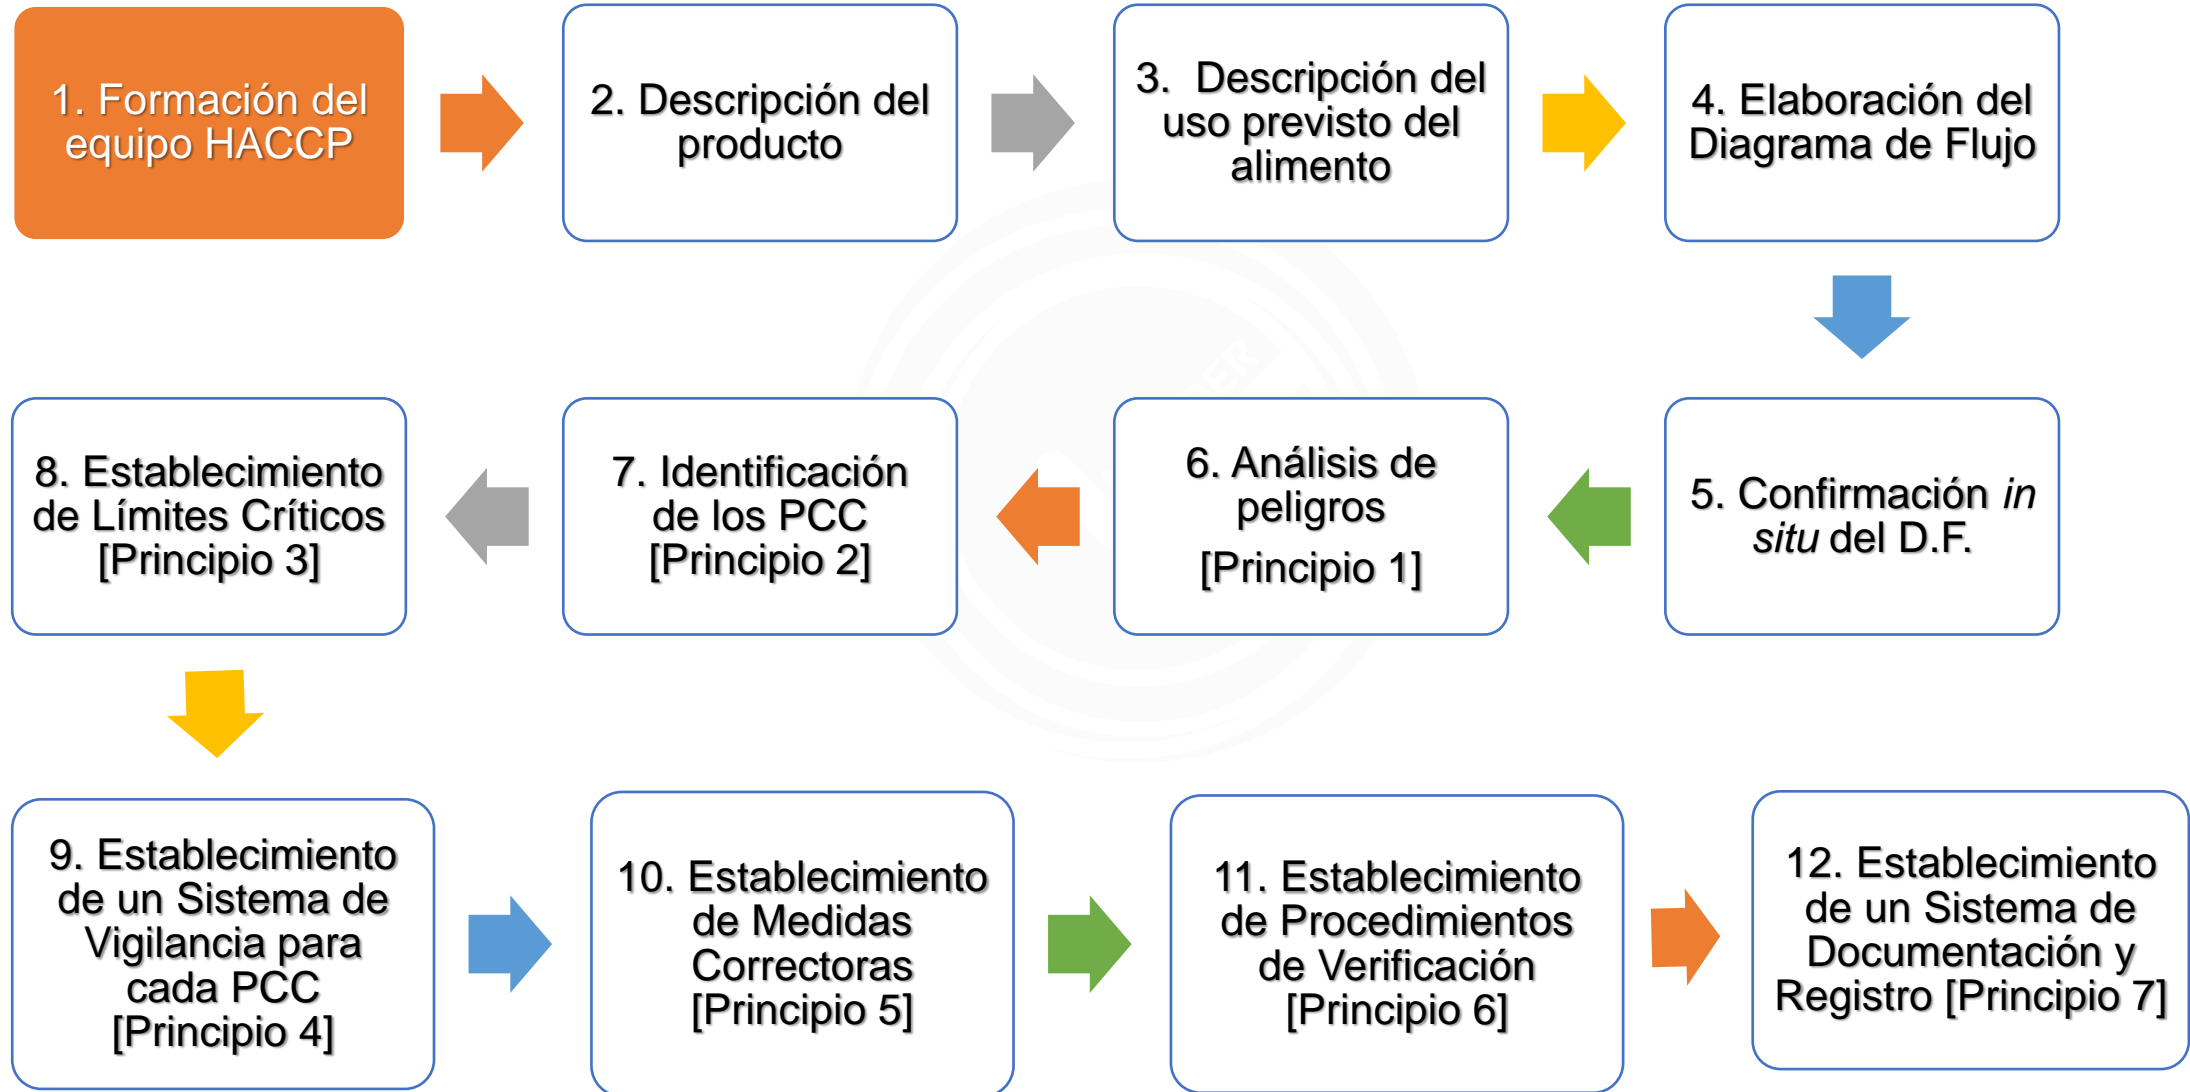 1. Formación del
equipo HACCP
2. Descripción del
producto
3. Descripción del
uso previsto del
alimento
4. Elaboración del
Diagrama de Flujo
5. Confirmación in
situ del D.F.
6. Análisis de
peligros
[Principio 1]
7. Identificación
de los PCC
[Principio 2]
8. Establecimiento
de Límites Críticos
[Principio 3]
9. Establecimiento
de un Sistema de
Vigilancia para
cada PCC
[Principio 4]
10. Establecimiento
de Medidas
Correctoras
[Principio 5]
11. Establecimiento
de Procedimientos
de Verificación
[Principio 6]
12. Establecimiento
de un Sistema de
Documentación y
Registro [Principio 7]